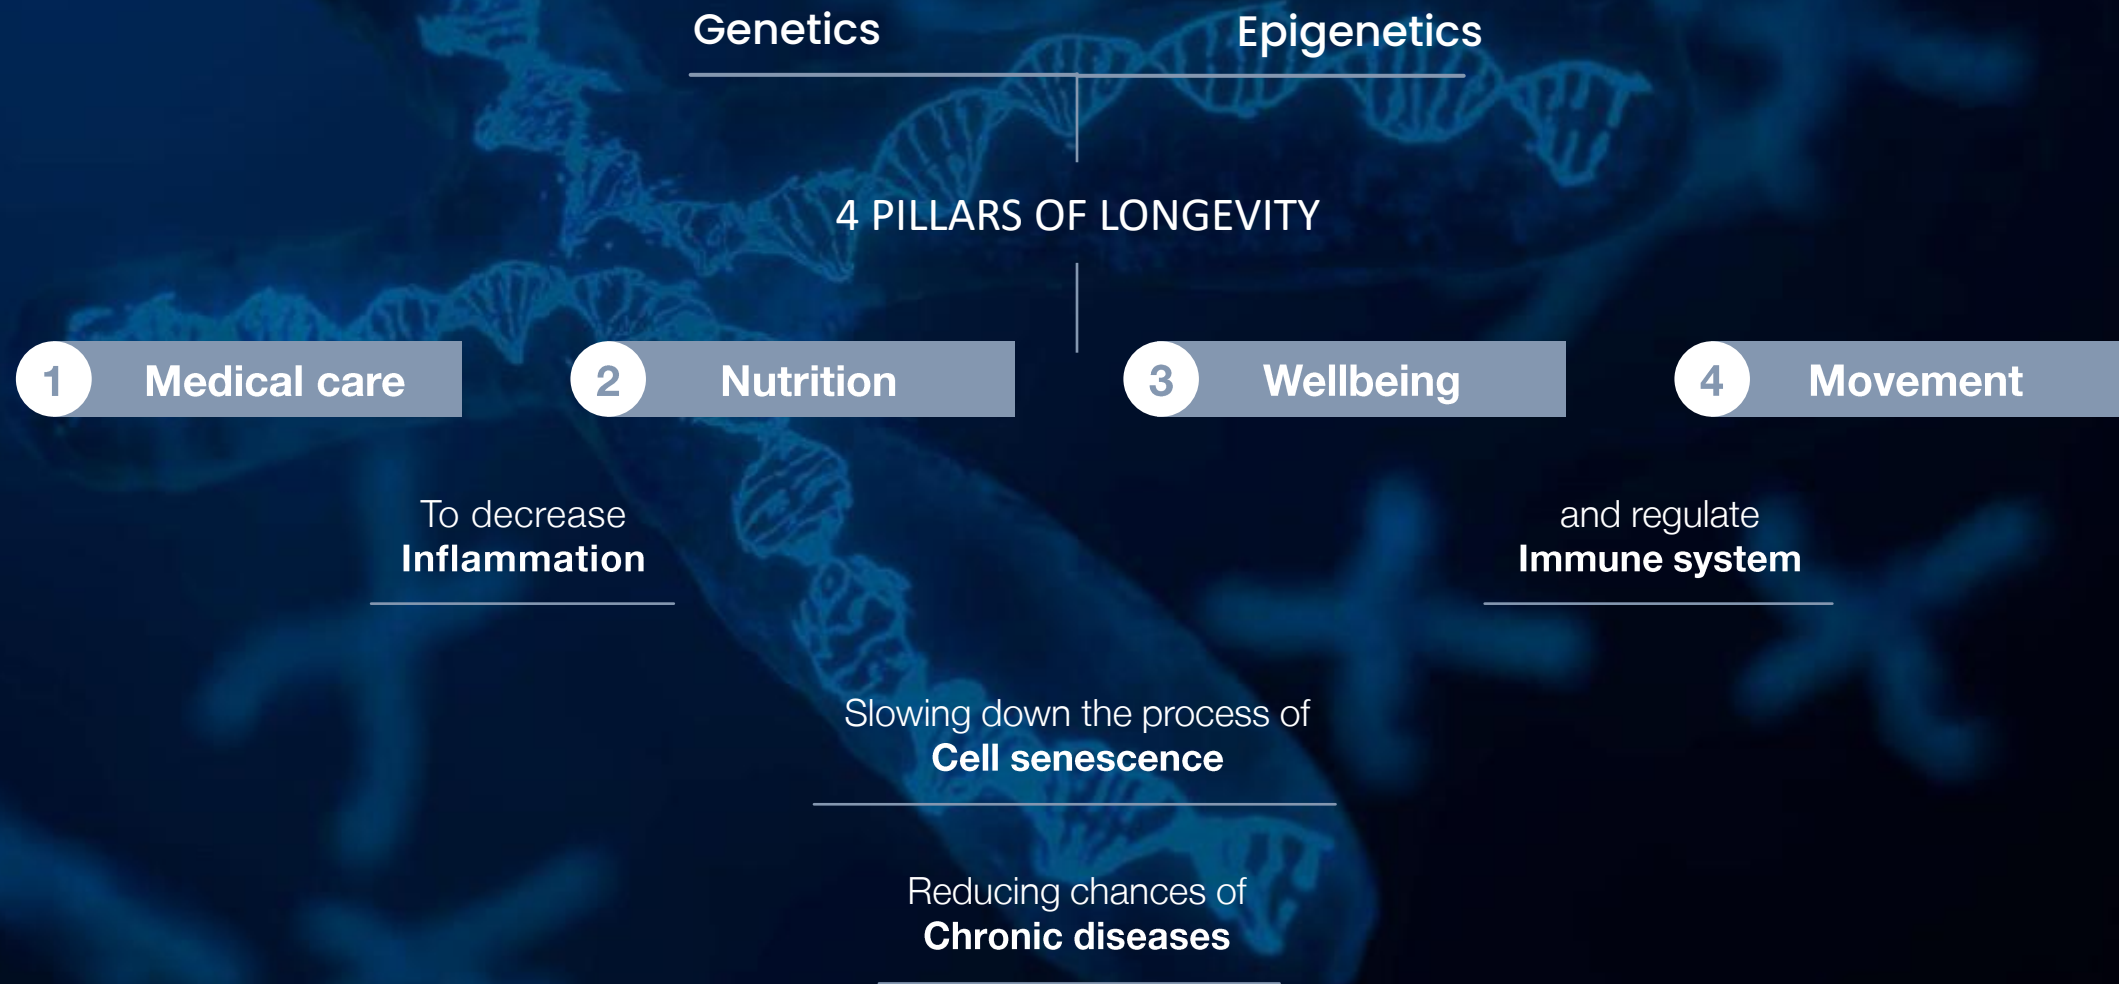 Genetics
Epigenetics
4 PILLARS OF LONGEVITY
1 Medical care
2 Nutrition
3 Wellbeing
4 Movement
To decrease
Inflammation
and regulate
Immune system
Slowing down the process of
Cell senescence
Reducing chances of
Chronic diseases